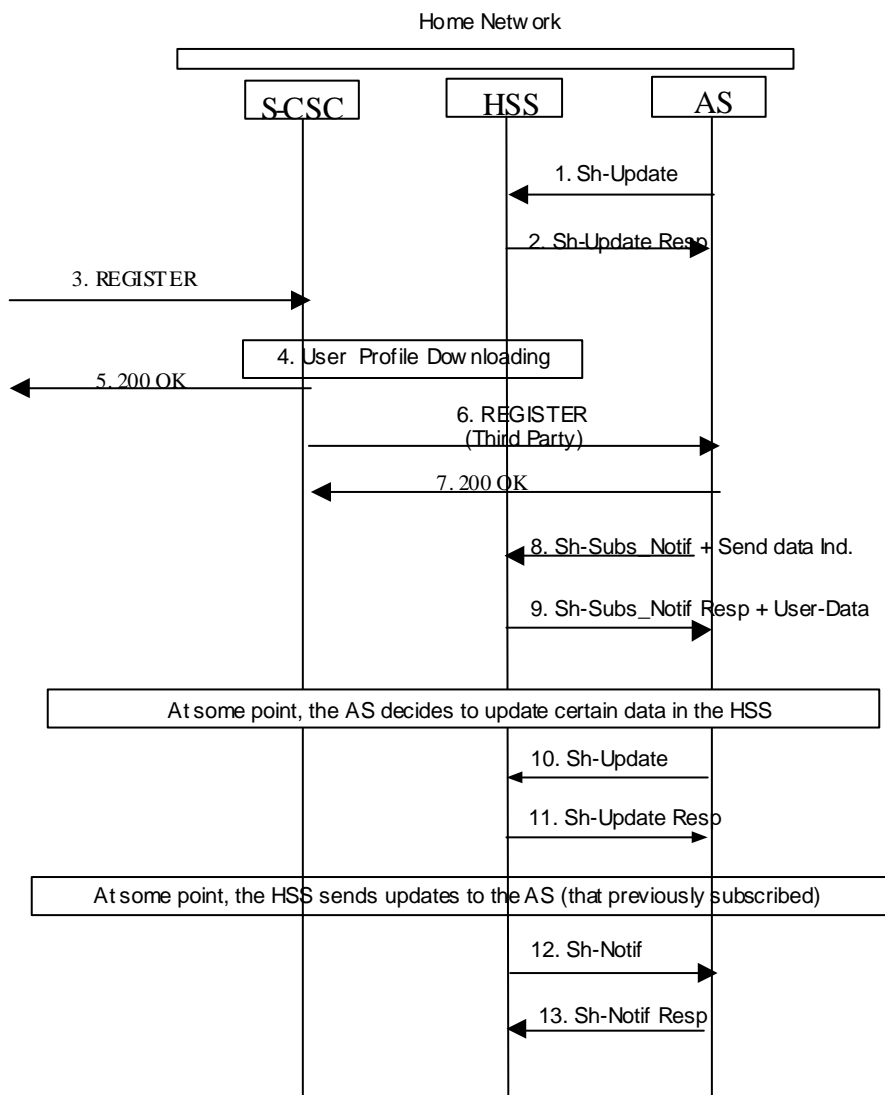 Home Network
S-CSC
HSS
AS
1. Sh-Update
2. Sh-Update Resp
3. REGISTER
4. User Profile Downloading
5. 200 OK
6. REGISTER
(Third Party)
7. 200 OK
8. Sh-Subs_Notif + Send data Ind.
9. Sh-Subs_Notif Resp + User-Data
At some point, the AS decides to update certain data in the HSS
10. Sh-Update
11. Sh-Update Resp
At some point, the HSS sends updates to the AS (that previously subscribed)
12. Sh-Notif
13. Sh-Notif Resp